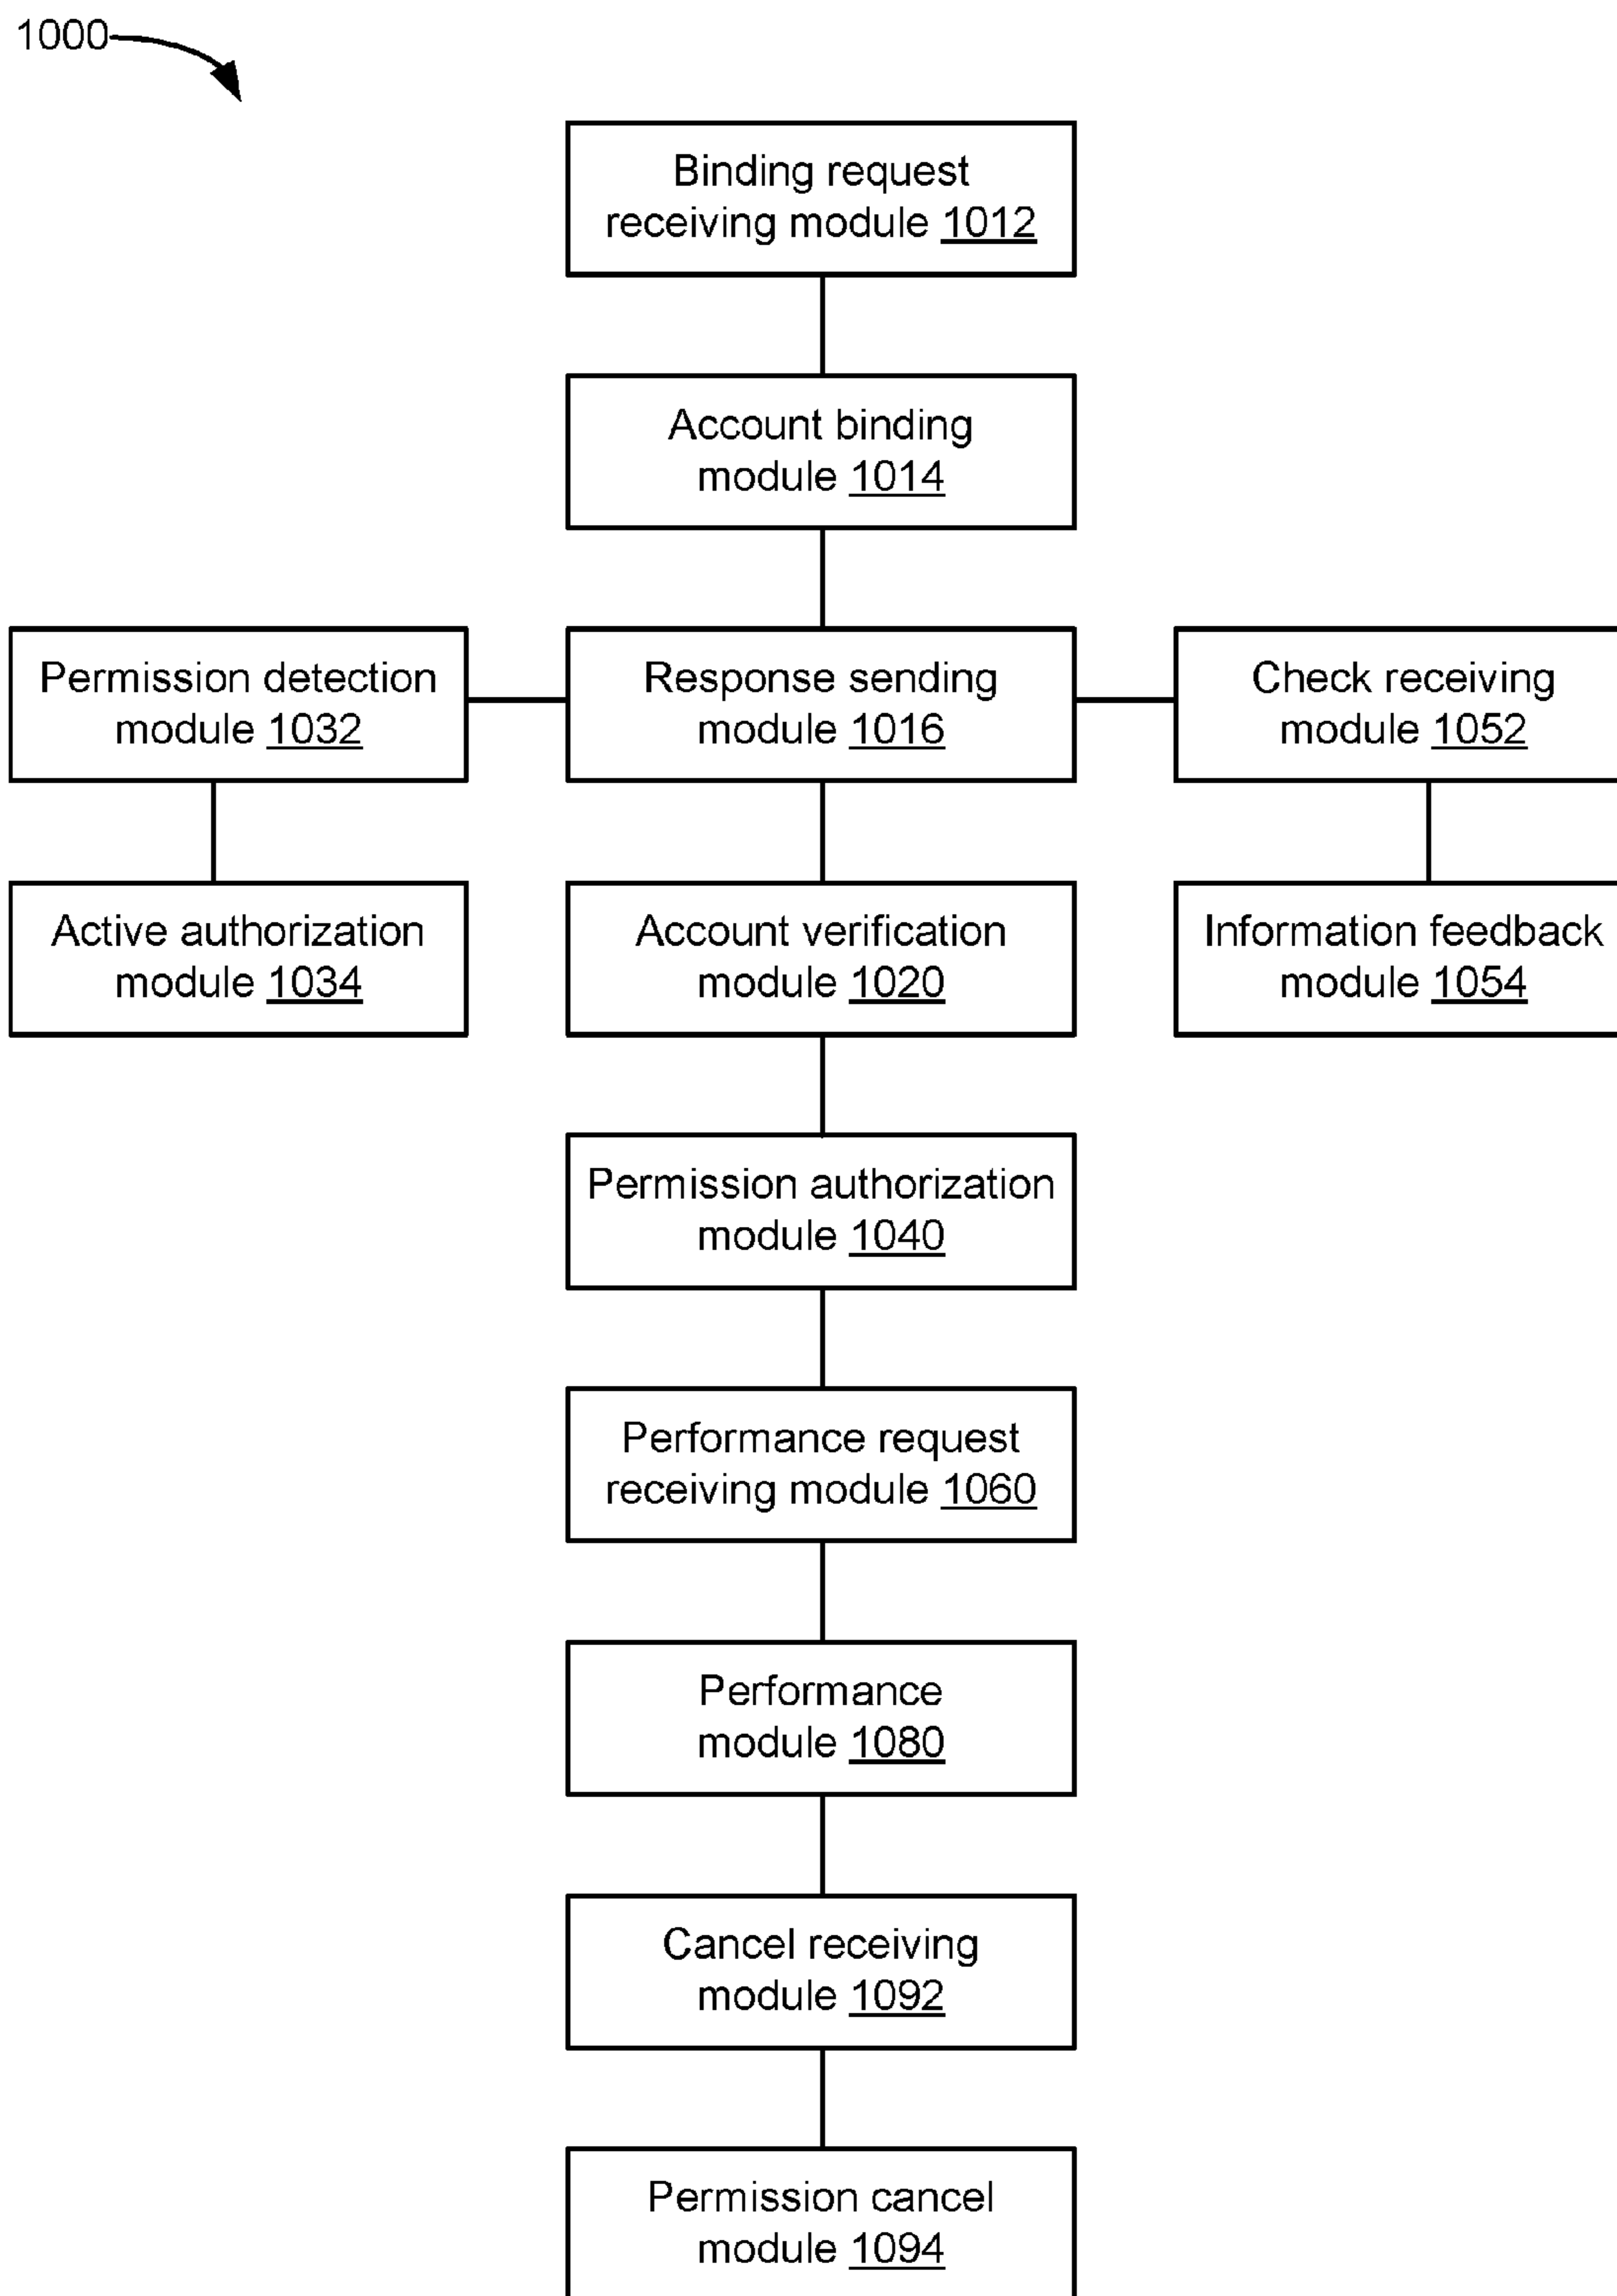 1000
Binding request
receiving module 1012
Account binding
module 1014
Permission detection
module 1032
Response sending
module 1016
Check receiving
module 1052
Active authorization
module 1034
Account verification
module 1020
Information feedback
module 1054
Permission authorization
module 1040
Performance request
receiving module 1060
Performance
module 1080
Cancel receiving
module 1092
Permission cancel
module 1094